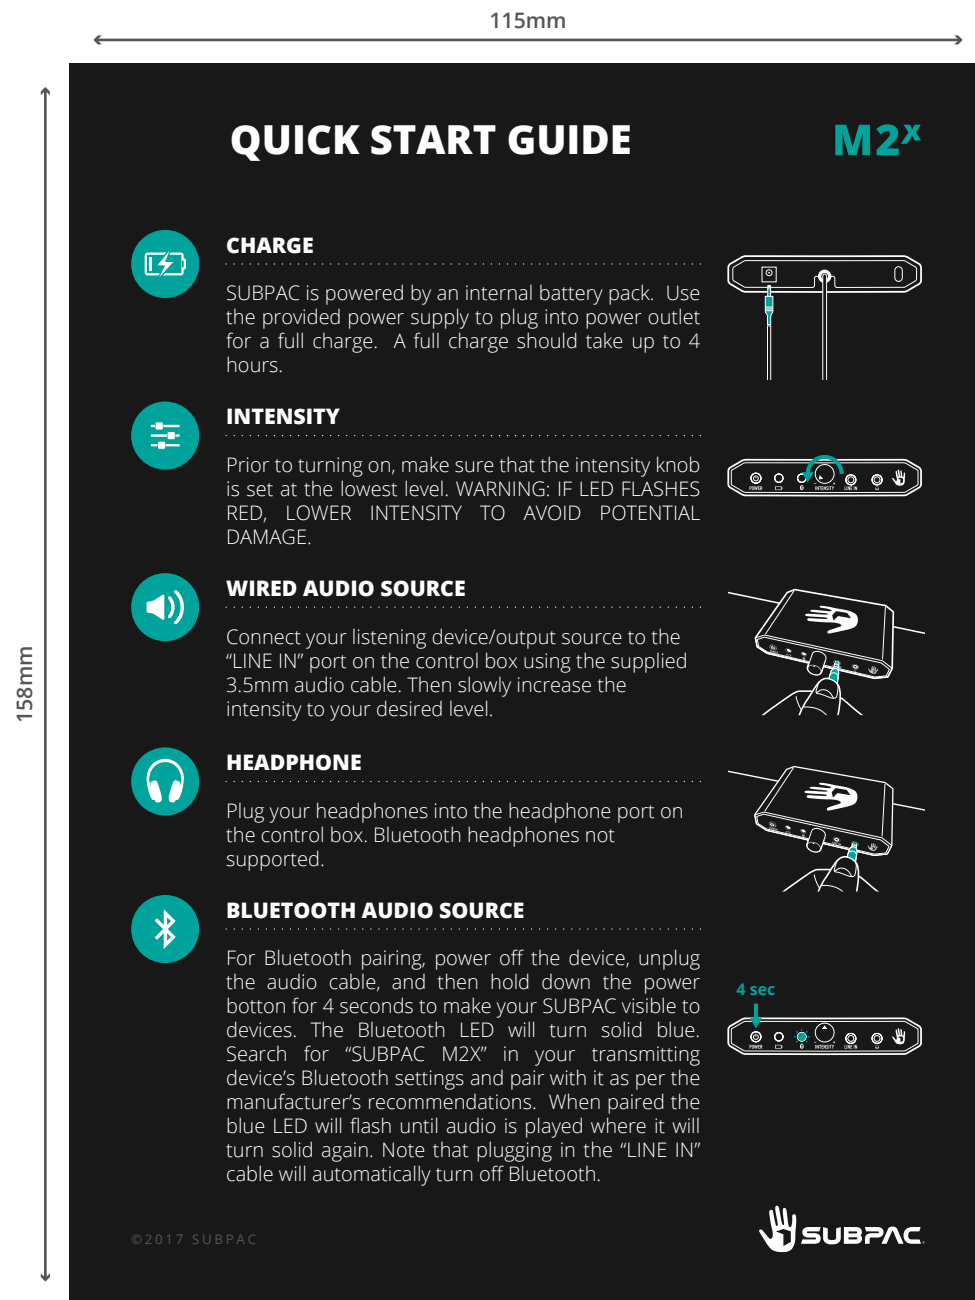 115mm
158mm
QUICK START GUIDE
M2X
CHARGE
SUBPAC is powered by an internal battery pack. Use
the provided power supply to plug into power outlet
for a full charge. A full charge should take up to 4
hours.
INTENSITY
Prior to turning on, make sure that the intensity knob
is set at the lowest level. WARNING: IF LED FLASHES
RED, LOWER INTENSITY TO AVOID POTENTIAL
DAMAGE.
POWER
INTENSITY
LINE IN
WIRED AUDIO SOURCE
Connect your listening device/output source to the
“LINE IN” port on the control box using the supplied
3.5mm audio cable. Then slowly increase the
intensity to your desired level.
HEADPHONE
Plug your headphones into the headphone port on
the control box. Bluetooth headphones not
supported.
BLUETOOTH AUDIO SOURCE
For Bluetooth pairing, power off the device, unplug
the audio cable, and then hold down the power
botton for 4 seconds to make your SUBPAC visible to
devices. The Bluetooth LED will turn solid blue.
Search for “SUBPAC M2X” in your transmitting
device’s Bluetooth settings and pair with it as per the
manufacturer’s recommendations. When paired the
blue LED will flash until audio is played where it will
turn solid again. Note that plugging in the “LINE IN”
cable will automatically turn off Bluetooth.
4 sec
POWER
INTENSITY
LINE IN
©2017 SUBPAC
SUBPAC